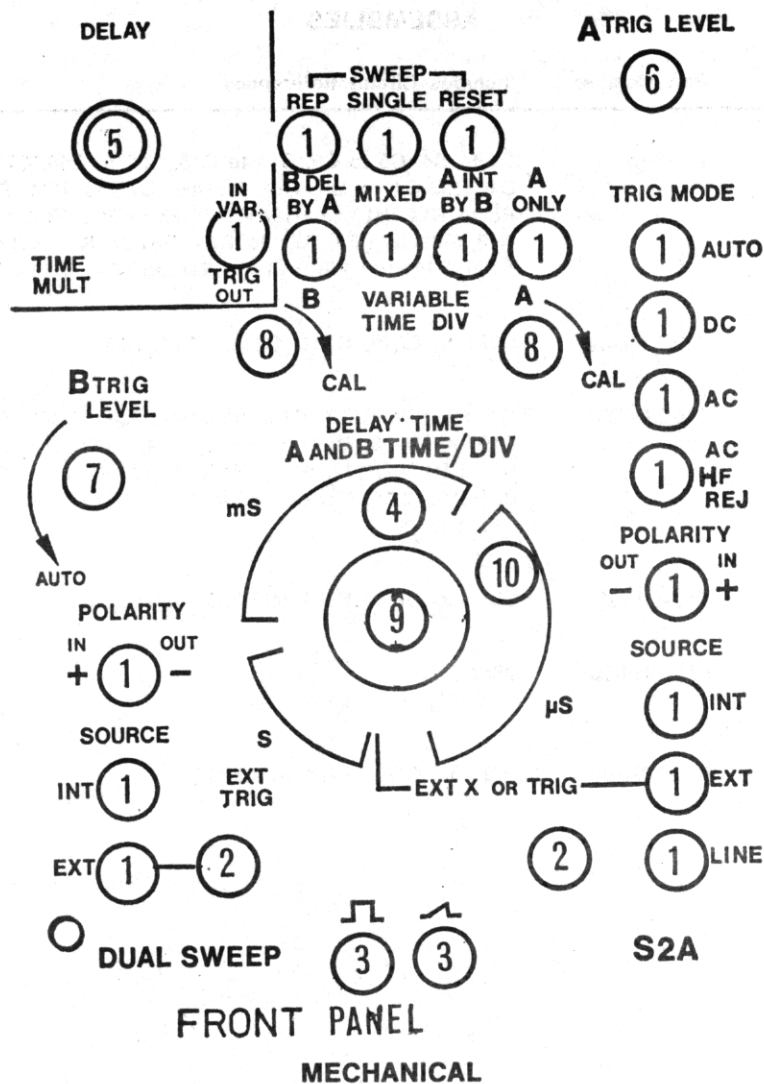 DELAY
5
IN
VAR.
1
TRIG
OUT
TIME
MULT
SWEEP
REP SINGLE RESET
1 1 1
B DEL
BY A
MIXED
A INT
BY B
A
ONLY
1 1 1 1
B
VARIABLE
TIME DIV
A
8
CAL
8
CAL
A TRIG LEVEL
6
TRIG MODE
1 AUTO
1 DC
1 AC
1 AC
HF
REJ
POLARITY
OUT IN
- 1 +
SOURCE
1 INT
1 EXT
1 LINE
B TRIG
LEVEL
7
AUTO
POLARITY
IN OUT
+ 1 -
SOURCE
INT 1
EXT 1
EXT
TRIG
2
DELAY·TIME
A AND B TIME/DIV
mS
4
10
9
S
µS
EXT X OR TRIG
2
3 3
DUAL SWEEP
S2A
FRONT PANEL
MECHANICAL